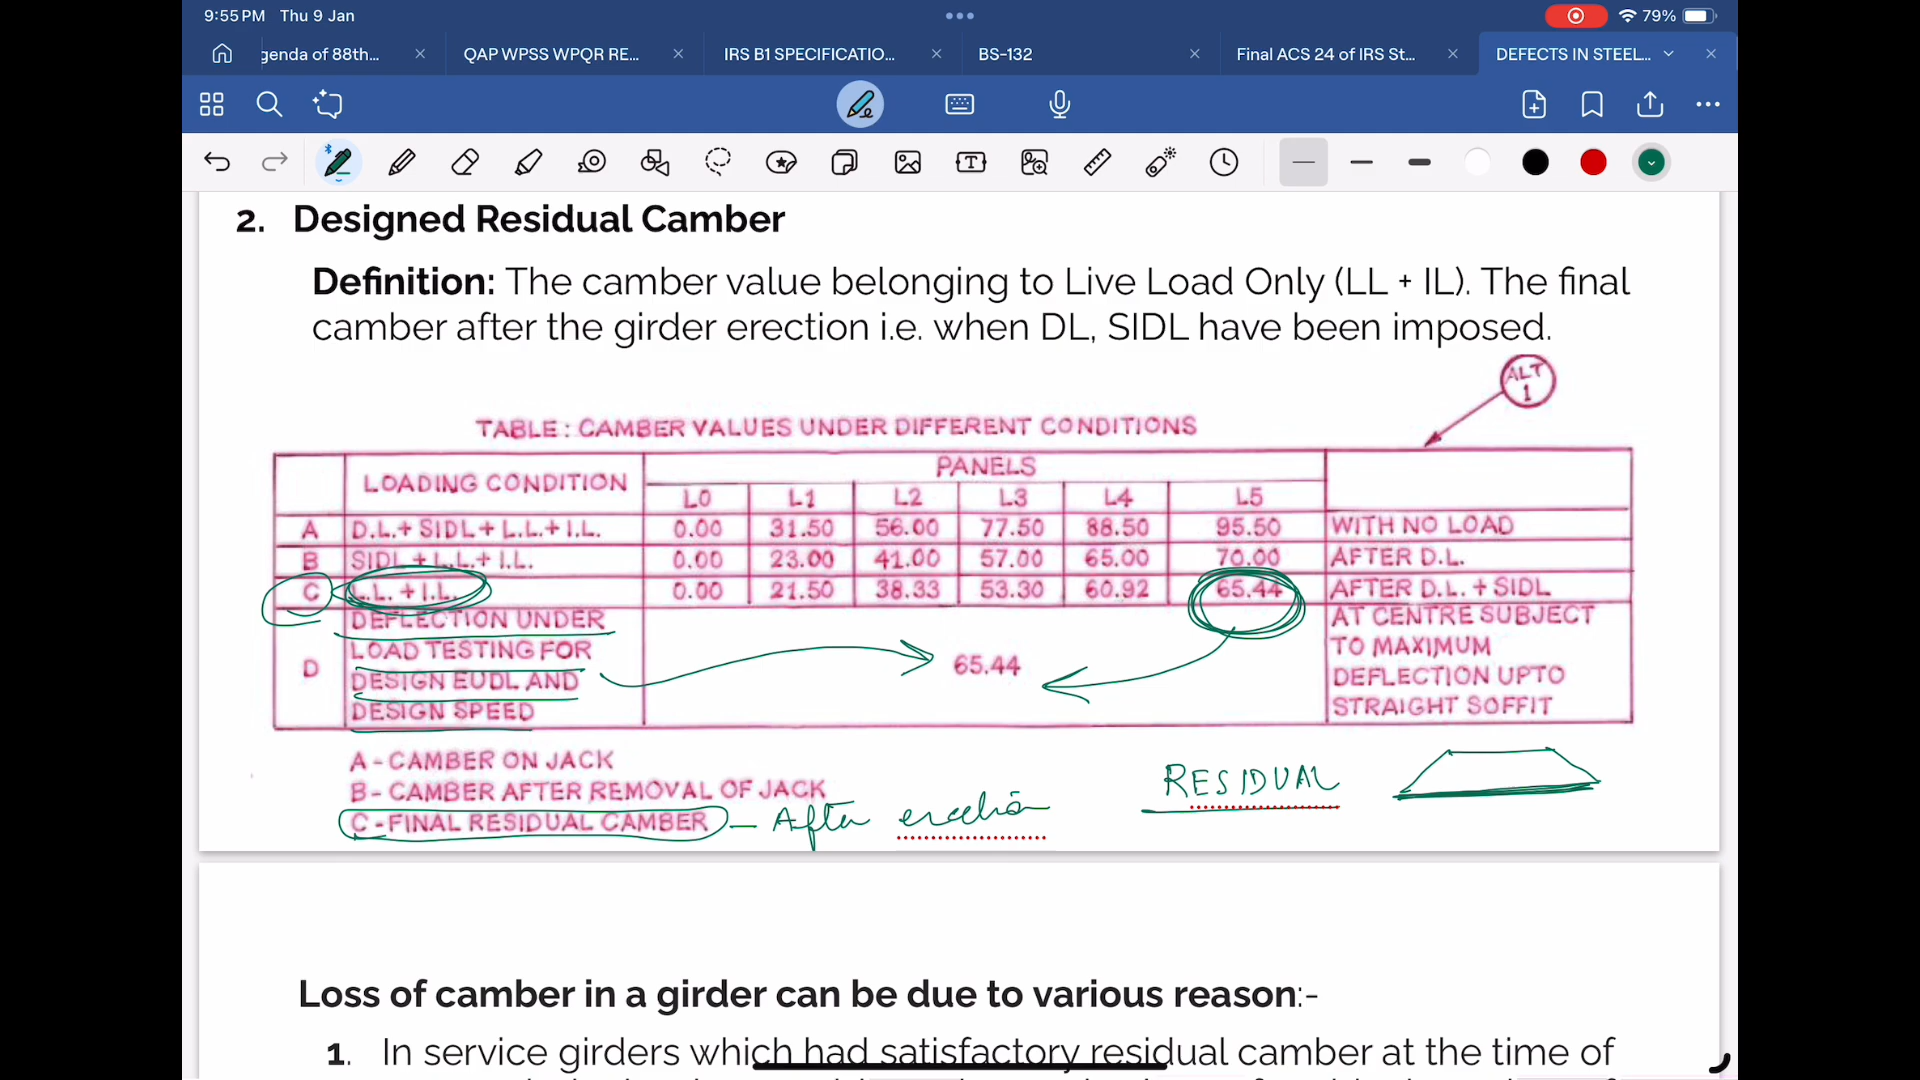 9:55 PM Thu 9 Jan
79%
genda of 88th...
QAP WPSS WPQR RE...
IRS B1 SPECIFICATIO...
BS-132
Final ACS 24 of IRS St...
DEFECTS IN STEEL...
2. Designed Residual Camber
Definition: The camber value belonging to Live Load Only (LL + IL). The final
camber after the girder erection i.e. when DL, SIDL have been imposed.
ALT
1
TABLE : CAMBER VALUES UNDER DIFFERENT CONDITIONS
LOADING CONDITION
PANELS
L0 L1 L2 L3 L4 L5
A D.L.+ SIDL + L.L.+ I.L. 0.00 31.50 56.00 77.50 88.50 95.50 WITH NO LOAD
B SIDL + L.L.+ I.L. 0.00 23.00 41.00 57.00 65.00 70.00 AFTER D.L.
C L.L. + I.L. 0.00 21.50 38.33 53.30 60.92 65.44 AFTER D.L. + SIDL
D DEFLECTION UNDER
LOAD TESTING FOR
DESIGN EUDL AND
DESIGN SPEED
65.44
AT CENTRE SUBJECT
TO MAXIMUM
DEFLECTION UPTO
STRAIGHT SOFFIT
A - CAMBER ON JACK
B - CAMBER AFTER REMOVAL OF JACK
C - FINAL RESIDUAL CAMBER – After erection
RESIDUAL
Loss of camber in a girder can be due to various reason:-
1. In service girders which had satisfactory residual camber at the time of